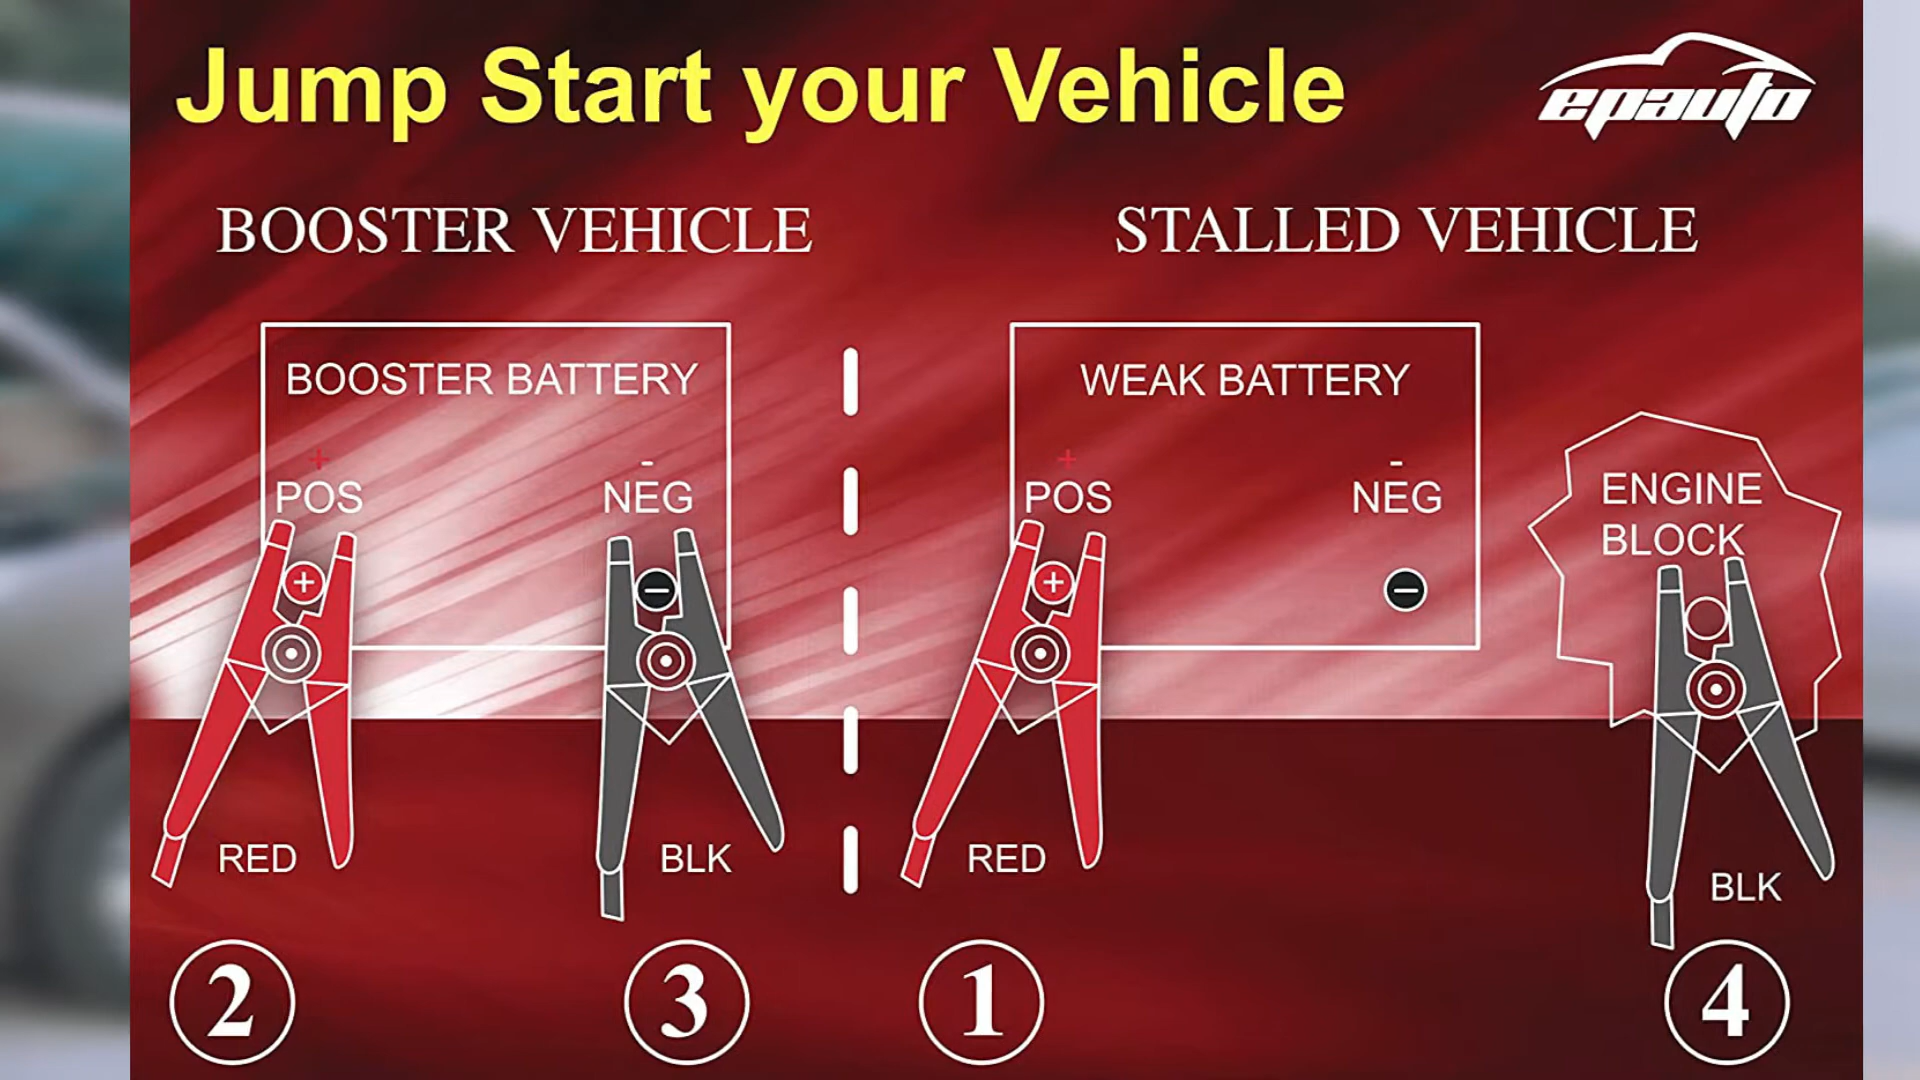 Jump Start your Vehicle
epauto
BOOSTER VEHICLE
STALLED VEHICLE
BOOSTER BATTERY
+
-
POS
NEG
+
-
RED
BLK
2
3
WEAK BATTERY
+
-
POS
NEG
+
-
ENGINE
BLOCK
RED
BLK
1
4